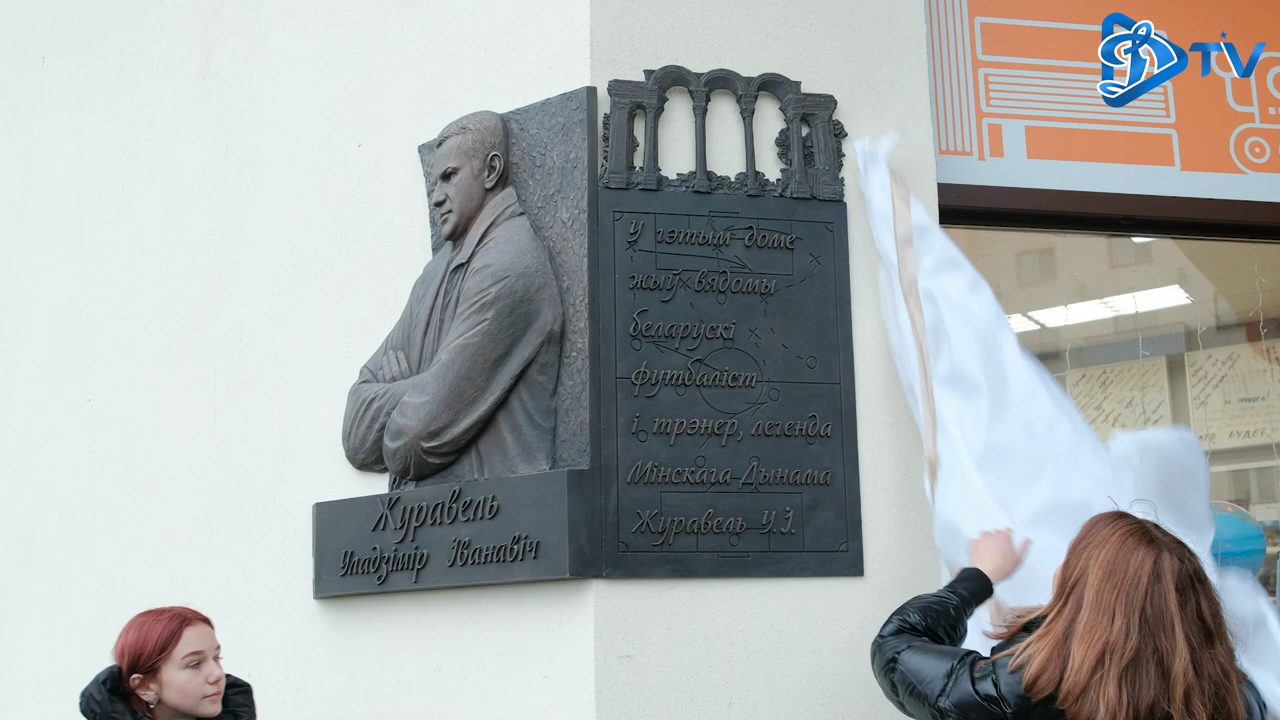 TV
У гэтым доме
жыў вядомы
беларускі
футбаліст
і трэнер, легенда
Мінскага Дынама
Журавель У.І.
Журавель
Уладзімір Іванавіч